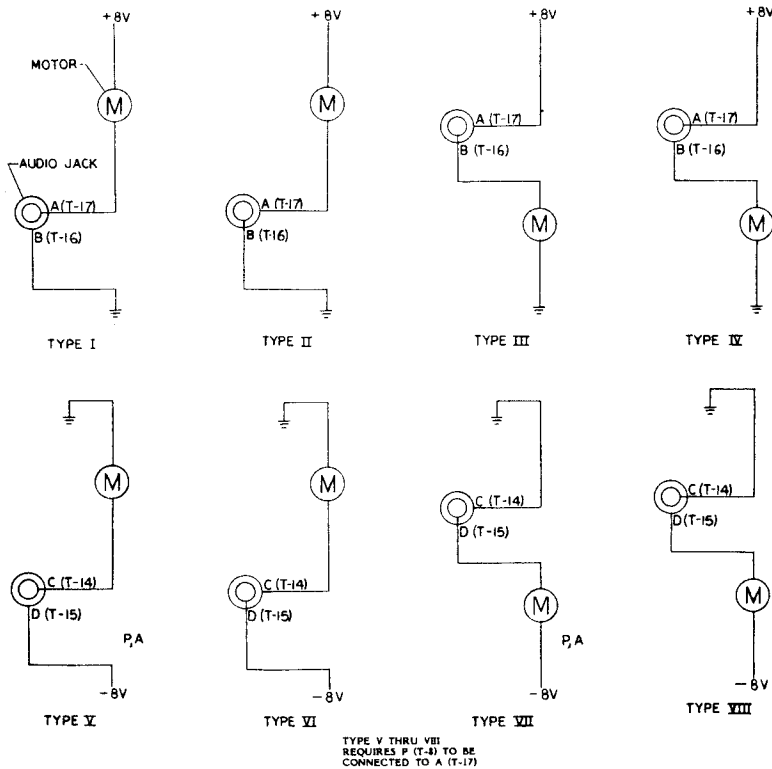 +8V +8V +8V +8V
MOTOR
M M
A (T-17) A (T-17)
B (T-16) B (T-16)
AUDIO JACK
A (T-17) A (T-17)
B (T-16) B (T-16)
M M
TYPE I TYPE II TYPE III TYPE IV
M M
C (T-14) C (T-14)
D (T-15) D (T-15)
C (T-14) C (T-14)
D (T-15) D (T-15)
M M
P,A P,A
-8V -8V -8V -8V
TYPE V TYPE VI TYPE VII TYPE VIII
TYPE V THRU VIII
REQUIRES P (T-8) TO BE
CONNECTED TO A (T-17)